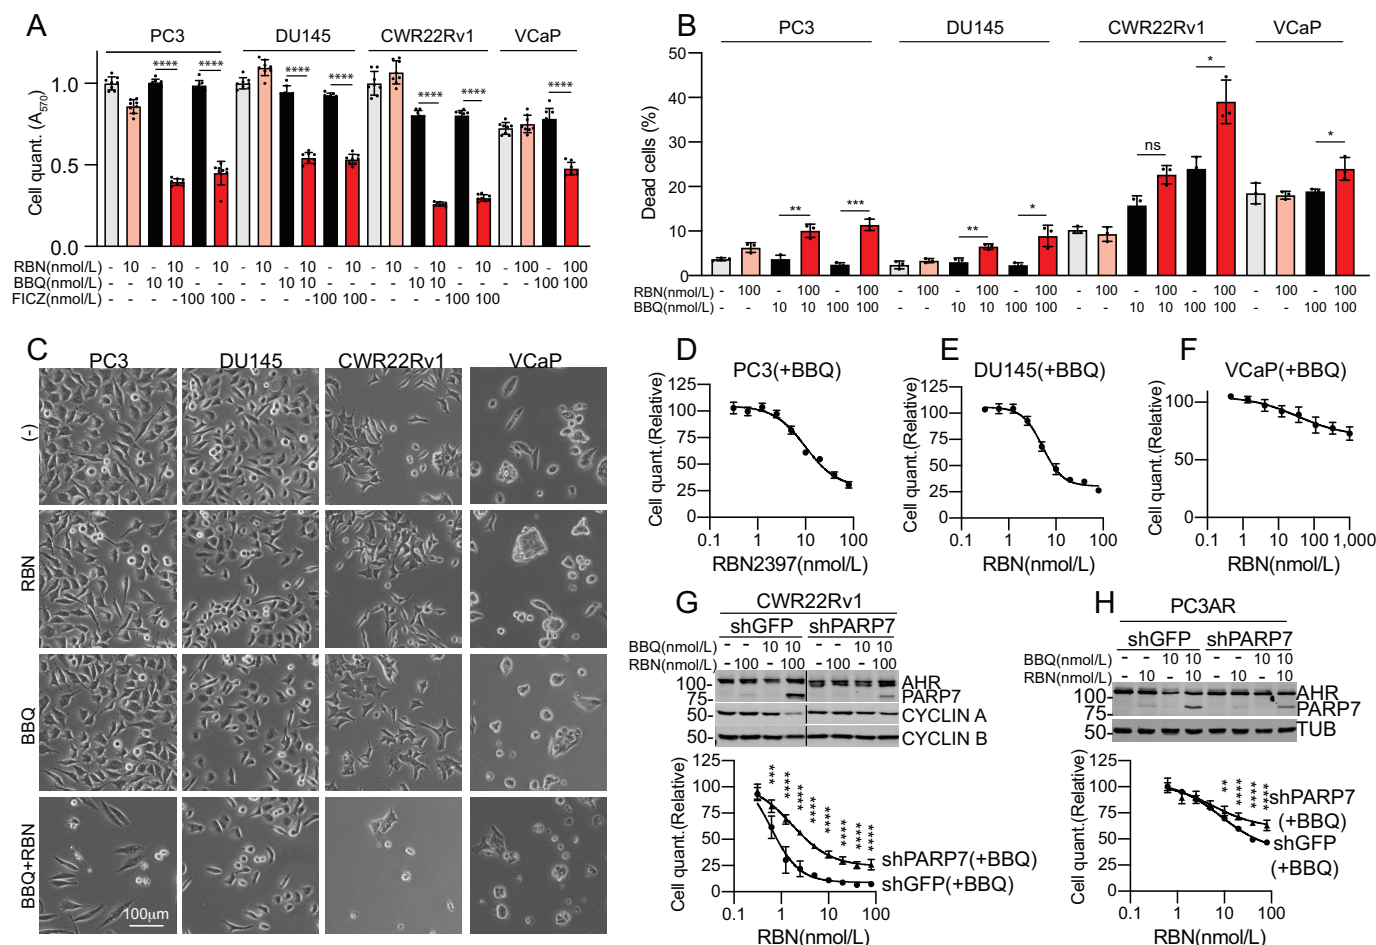 A
PC3 DU145 CWR22Rv1 VCaP
**** **** **** **** **** **** ****
Cell quant. (A570)
1.0
0.5
0.0
RBN(nmol/L) - 10 - 10 - 10 - 10 - 10 - 10 - 10 - 10 - 10 - 100 - 100
BBQ(nmol/L) - - 10 10 - - - - 10 10 - - - - 10 10 - - - - 100 100
FICZ(nmol/L) - - - - 100 100 - - - - 100 100 - - - - 100 100
B
PC3 DU145 CWR22Rv1 VCaP
** *** ** * ns * *
Dead cells (%)
50
40
30
20
10
0
RBN(nmol/L) - 100 - 100 - 100 - 100 - 100 - 100 - 100 - 100 - 100 - 100 - 100
BBQ(nmol/L) - - 10 10 100 100 - - 10 10 100 100 - - 10 10 100 100 - - 100 100
C
PC3 DU145 CWR22Rv1 VCaP
(-)
RBN
BBQ
BBQ+RBN
100μm
D
PC3(+BBQ)
Cell quant.(Relative)
125
100
75
50
25
0
0.1 1 10 100
RBN2397(nmol/L)
E
DU145(+BBQ)
Cell quant.(Relative)
125
100
75
50
25
0
0.1 1 10 100
RBN(nmol/L)
F
VCaP(+BBQ)
Cell quant.(Relative)
100
50
0
0.1 1 10 100 1,000
RBN(nmol/L)
G
CWR22Rv1
shGFP shPARP7
BBQ(nmol/L) - - 10 10 - - 10 10
RBN(nmol/L) - 100 - 100 - 100 - 100
100- AHR
75- PARP7
50- CYCLIN A
50- CYCLIN B
Cell quant.(Relative)
125
100
75
50
25
0
*** **** **** **** **** **** **** ****
shPARP7(+BBQ)
shGFP(+BBQ)
0.1 1 10 100
RBN(nmol/L)
H
PC3AR
shGFP shPARP7
BBQ(nmol/L) - - 10 10 - - 10 10
RBN(nmol/L) - 10 - 10 - 10 - 10
100- AHR
75- PARP7
50- TUB
Cell quant.(Relative)
125
100
75
50
25
0
** **** **** ****
shPARP7
(+BBQ)
shGFP
(+BBQ)
0.1 1 10 100
RBN(nmol/L)